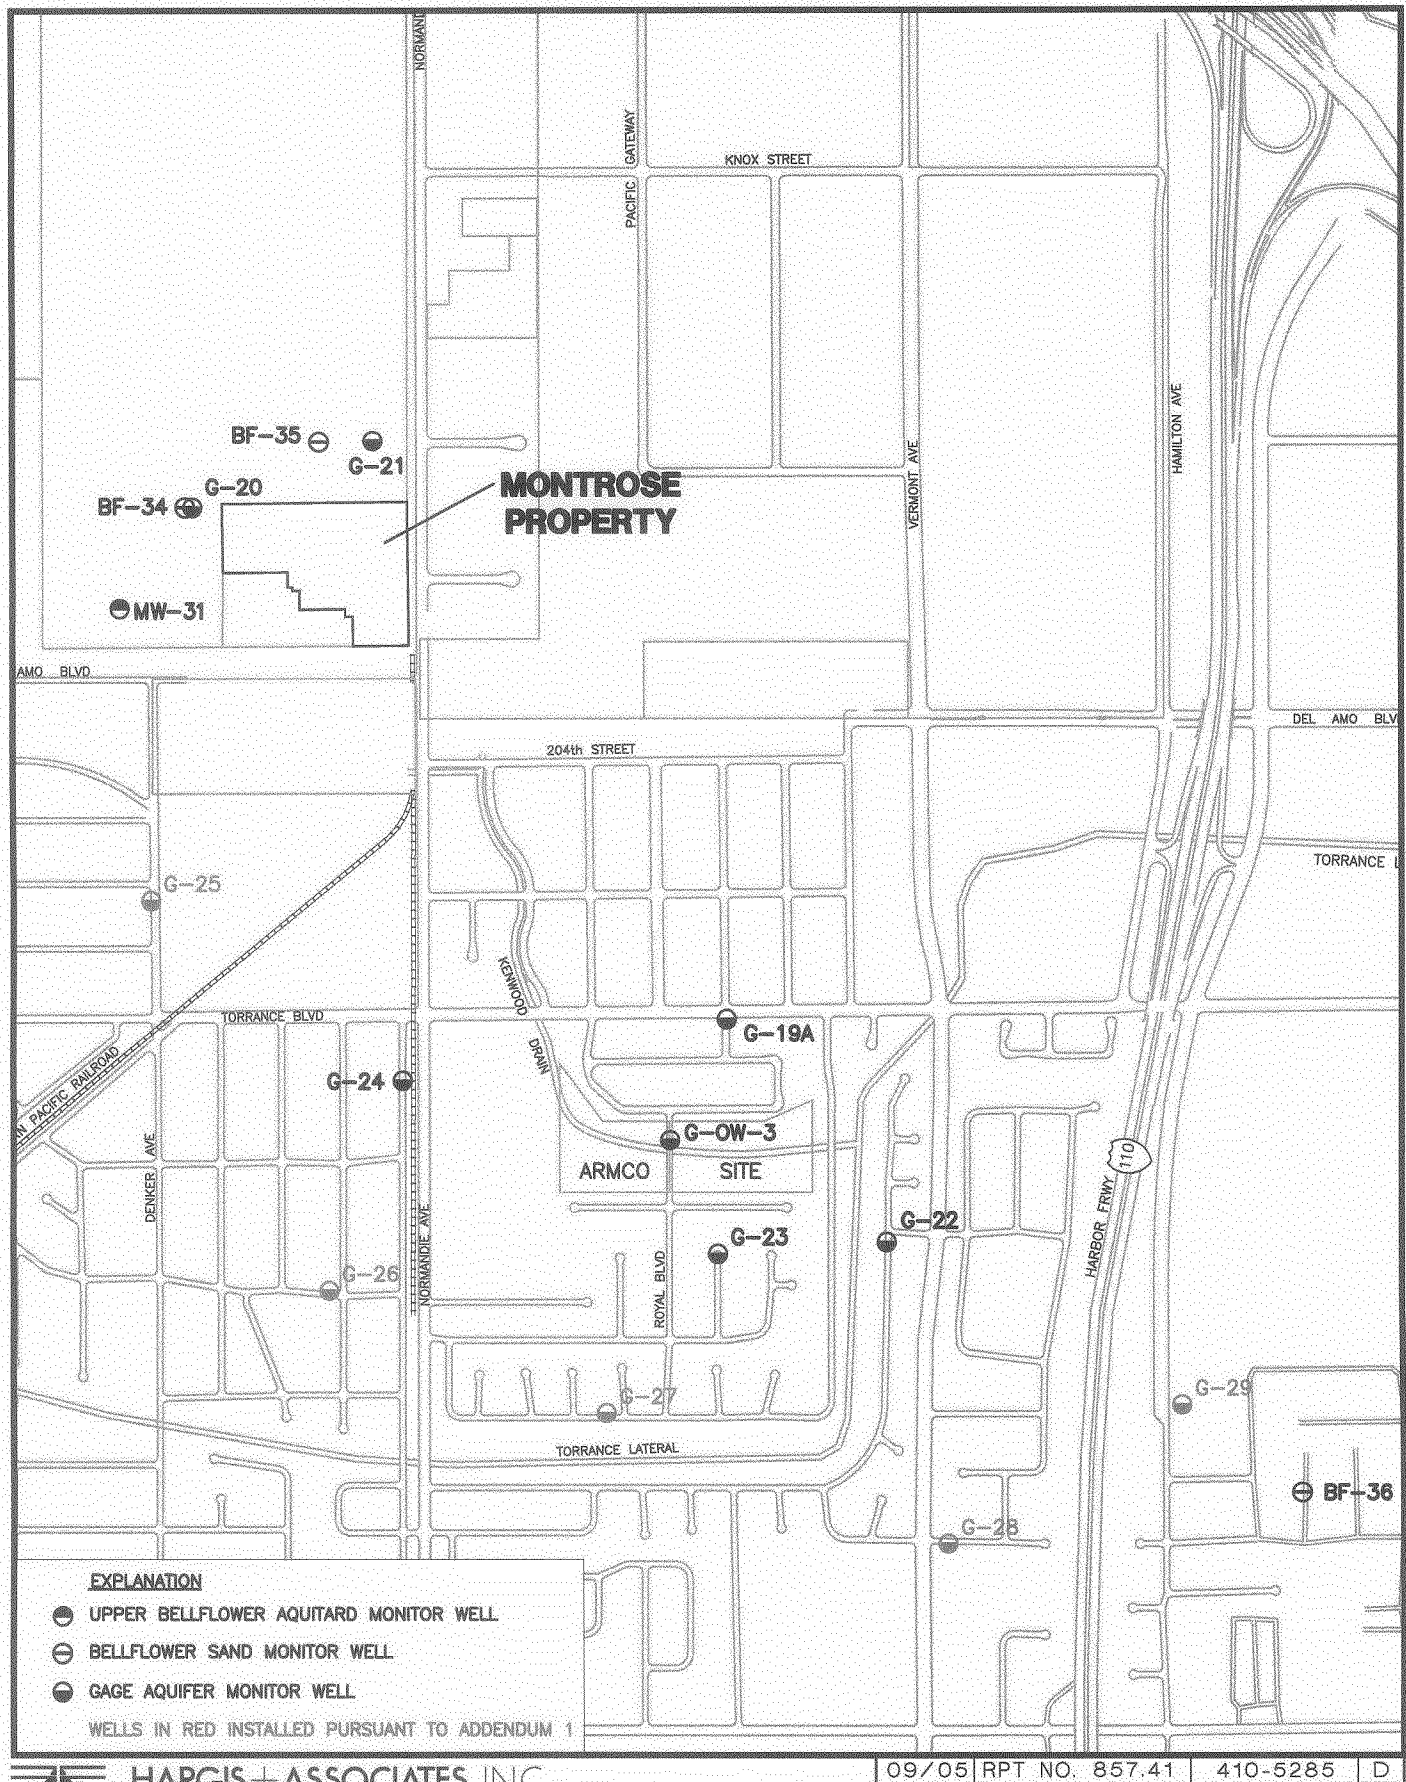 NORMAND
PACIFIC GATEWAY
KNOX STREET
HAMILTON AVE
VERMONT AVE
BF-35
G-21
G-20
BF-34
MONTROSE
PROPERTY
MW-31
AMO BLVD
DEL AMO BLV
204th STREET
TORRANCE L
G-25
KENWOOD
DRAIN
TORRANCE BLVD
G-19A
N PACIFIC RAILROAD
G-24
G-OW-3
ARMCO SITE
DENKER AVE
NORMANDIE AVE
HARBOR FRWY
110
G-22
G-23
ROYAL BLVD
G-26
G-27
G-29
TORRANCE LATERAL
BF-36
G-28
EXPLANATION
UPPER BELLFLOWER AQUITARD MONITOR WELL
BELLFLOWER SAND MONITOR WELL
GAGE AQUIFER MONITOR WELL
WELLS IN RED INSTALLED PURSUANT TO ADDENDUM 1
HARGIS + ASSOCIATES, INC.
09/05 RPT NO. 857.41 410-5285 D